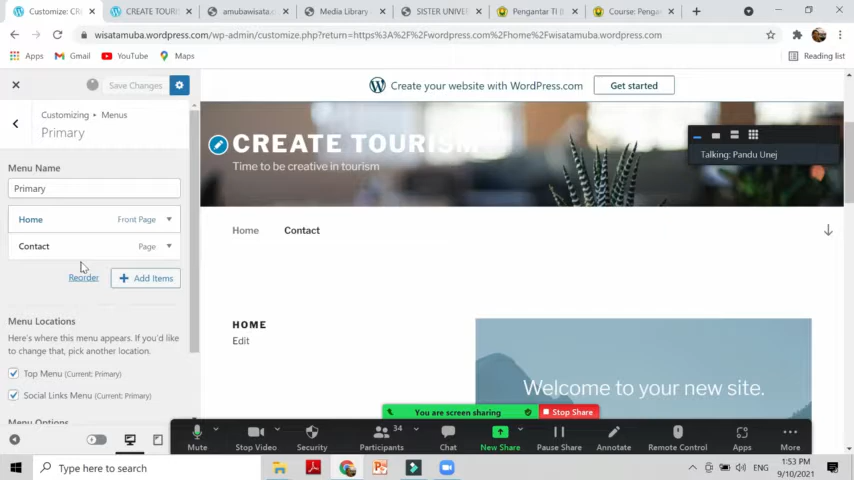 Customize: CR
CREATE TOURIS
amubawisata.c
Media Library
SISTER UNIVE
Pengantar TI (
Course: Pengan
wisatamuba.wordpress.com/wp-admin/customize.php?return=https%3A%2F%2Fwordpress.com%2Fhome%2Fwisatamuba.wordpress.com
Apps
Gmail
YouTube
Maps
Reading list
Save Changes
Create your website with WordPress.com
Get started
Customizing ▸ Menus
Primary
CREATE TOURISM
Time to be creative in tourism
Talking: Pandu Unej
Menu Name
Primary
Home
Front Page
Contact
Page
Reorder
Add Items
Home
Contact
Menu Locations
Here's where this menu appears. If you'd like to change that, pick another location.
Top Menu (Current: Primary)
Social Links Menu (Current: Primary)
Menu Options
HOME
Edit
Welcome to your new site.
You are screen sharing
Stop Share
Mute
Stop Video
Security
34
Participants
Chat
New Share
Pause Share
Annotate
Remote Control
Apps
More
Type here to search
ENG
1:53 PM
9/10/2021